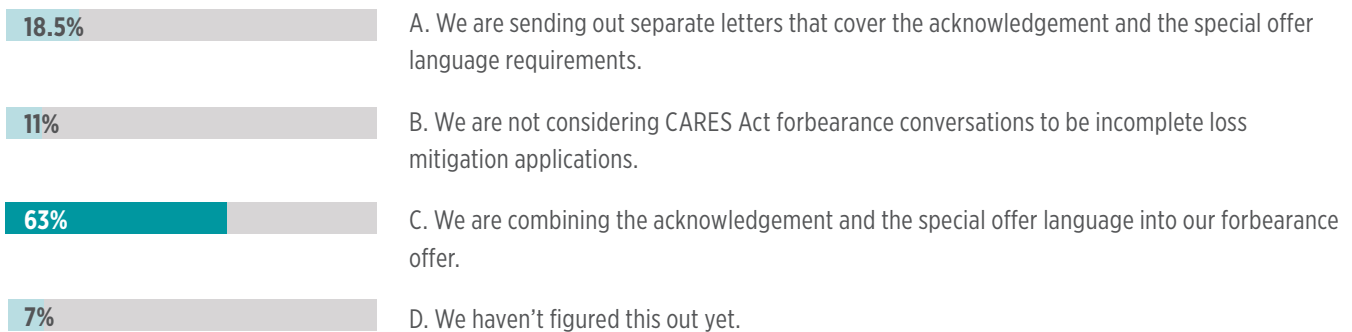 18.5%
A. We are sending out separate letters that cover the acknowledgement and the special offer
language requirements.
11%
B. We are not considering CARES Act forbearance conversations to be incomplete loss
mitigation applications.
63%
C. We are combining the acknowledgement and the special offer language into our forbearance
offer.
7%
D. We haven’t figured this out yet.